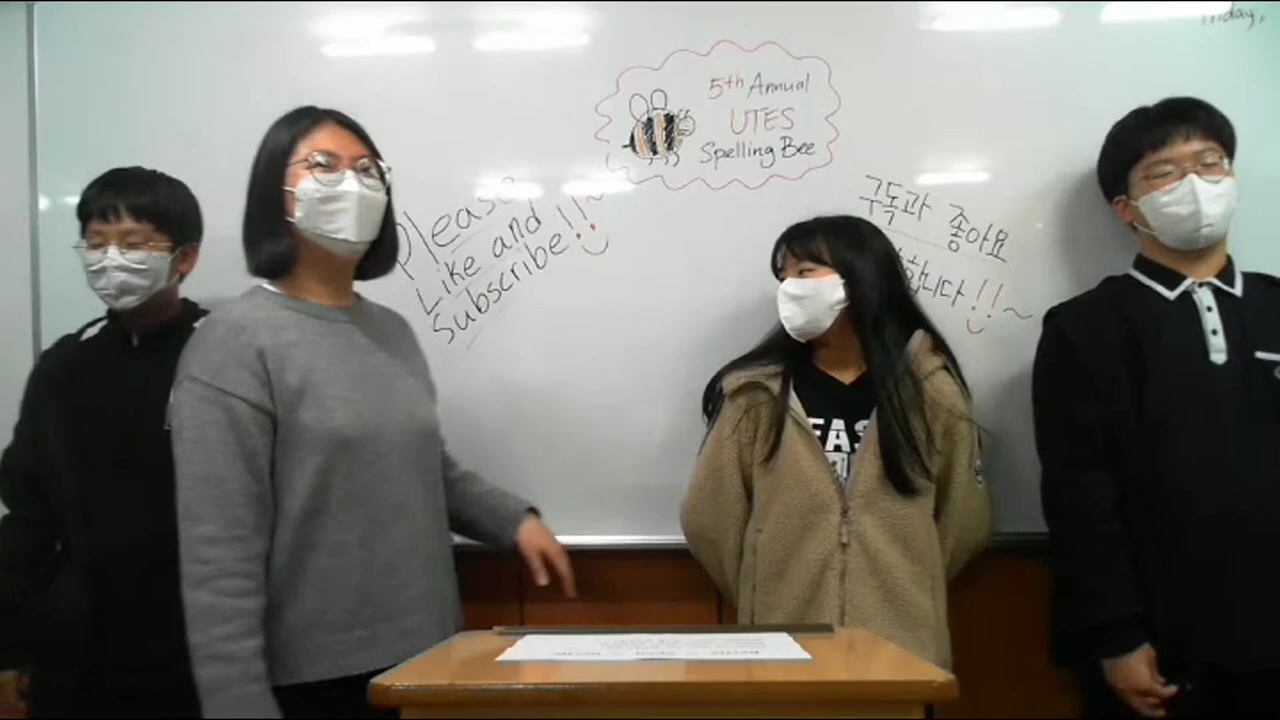 5th Annual
UTES
Spelling Bee
Please
Like and
Subscribe!!~
구독과 좋아요
합니다!!~